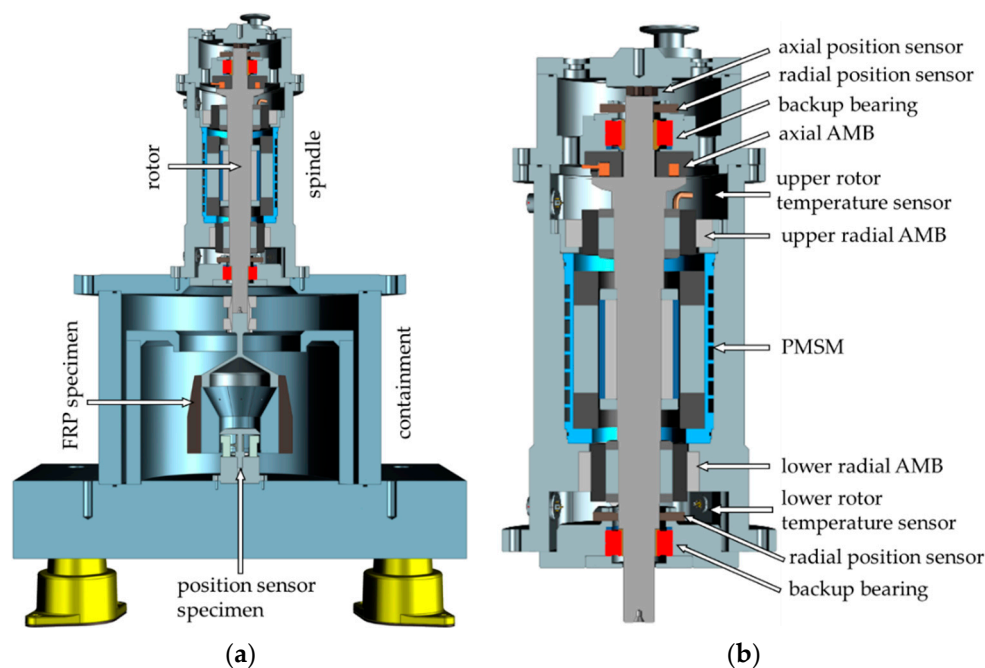 rotor
spindle
FRP specimen
containment
position sensor
specimen
(a)
axial position sensor
radial position sensor
backup bearing
axial AMB
upper rotor
temperature sensor
upper radial AMB
PMSM
lower radial AMB
lower rotor
temperature sensor
radial position sensor
backup bearing
(b)